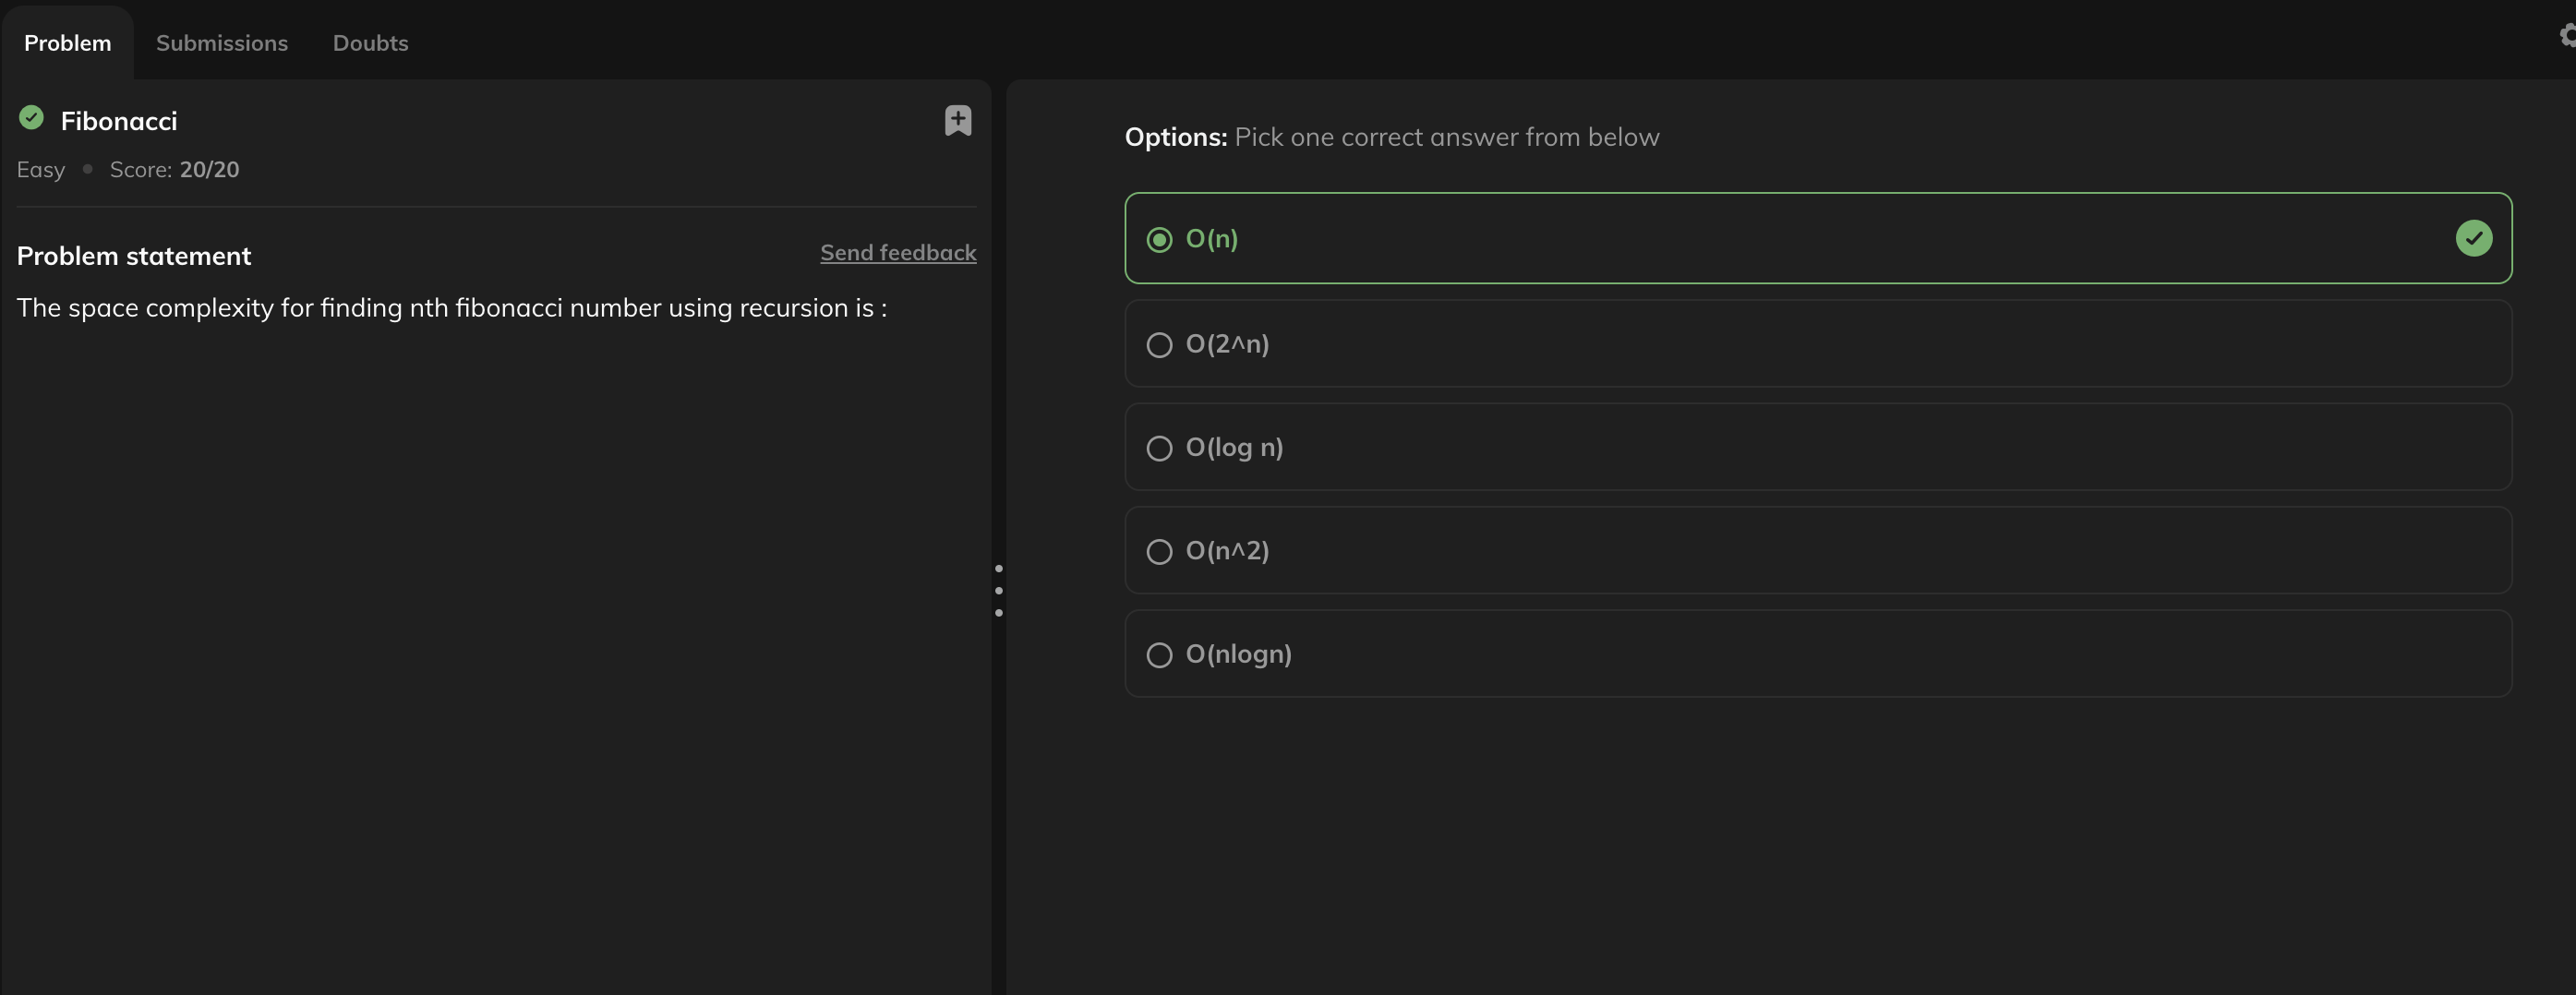 Problem
Submissions
Doubts
Fibonacci
Easy • Score: 20/20
Problem statement
Send feedback
The space complexity for finding nth fibonacci number using recursion is :
Options: Pick one correct answer from below
O(n)
O(2^n)
O(log n)
O(n^2)
O(nlogn)